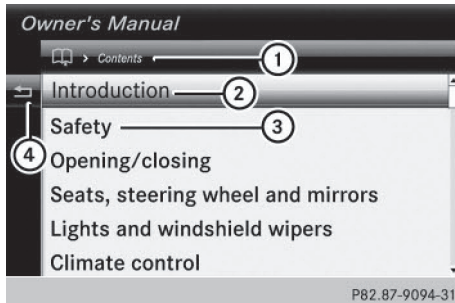 Owner's Manual
> Contents
1
Introduction
2
Safety
3
4
Opening/closing
Seats, steering wheel and mirrors
Lights and windshield wipers
Climate control
P82.87-9094-31